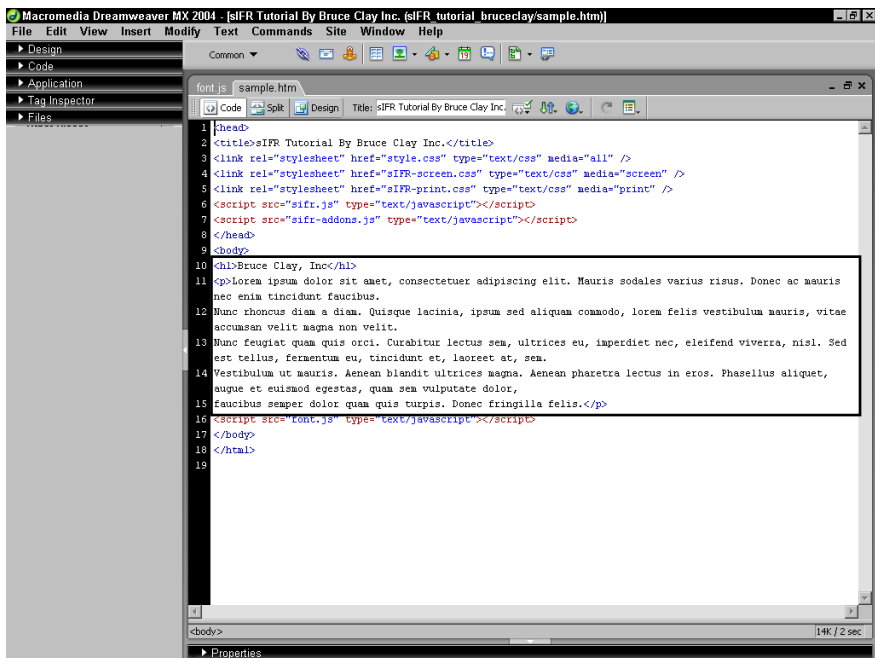 Macromedia Dreamweaver MX 2004 - [sIFR Tutorial By Bruce Clay Inc. (sIFR_tutorial_bruceclay/sample.htm)]
File Edit View Insert Modify Text Commands Site Window Help
Design
Code
Application
Tag Inspector
Files
Common
19
font.js sample.htm
Code Split Design Title: sIFR Tutorial By Bruce Clay Inc.
1 <head>
2 <title>sIFR Tutorial By Bruce Clay Inc.</title>
3 <link rel="stylesheet" href="style.css" type="text/css" media="all" />
4 <link rel="stylesheet" href="sIFR-screen.css" type="text/css" media="screen" />
5 <link rel="stylesheet" href="sIFR-print.css" type="text/css" media="print" />
6 <script src="sifr.js" type="text/javascript"></script>
7 <script src="sifr-addons.js" type="text/javascript"></script>
8 </head>
9 <body>
10 <h1>Bruce Clay, Inc</h1>
11 <p>Lorem ipsum dolor sit amet, consectetuer adipiscing elit. Mauris sodales varius risus. Donec ac mauris
nec enim tincidunt faucibus.
12 Nunc rhoncus diam a diam. Quisque lacinia, ipsum sed aliquam commodo, lorem felis vestibulum mauris, vitae
accumsan velit magna non velit.
13 Nunc feugiat quam quis orci. Curabitur lectus sem, ultrices eu, imperdiet nec, eleifend viverra, nisl. Sed
est tellus, fermentum eu, tincidunt et, laoreet at, sem.
14 Vestibulum ut mauris. Aenean blandit ultrices magna. Aenean pharetra lectus in eros. Phasellus aliquet,
augue et euismod egestas, quam sem vulputate dolor,
15 faucibus semper dolor quam quis turpis. Donec fringilla felis.</p>
16 <script src="font.js" type="text/javascript"></script>
17 </body>
18 </html>
19
<body> 14K / 2 sec
Properties